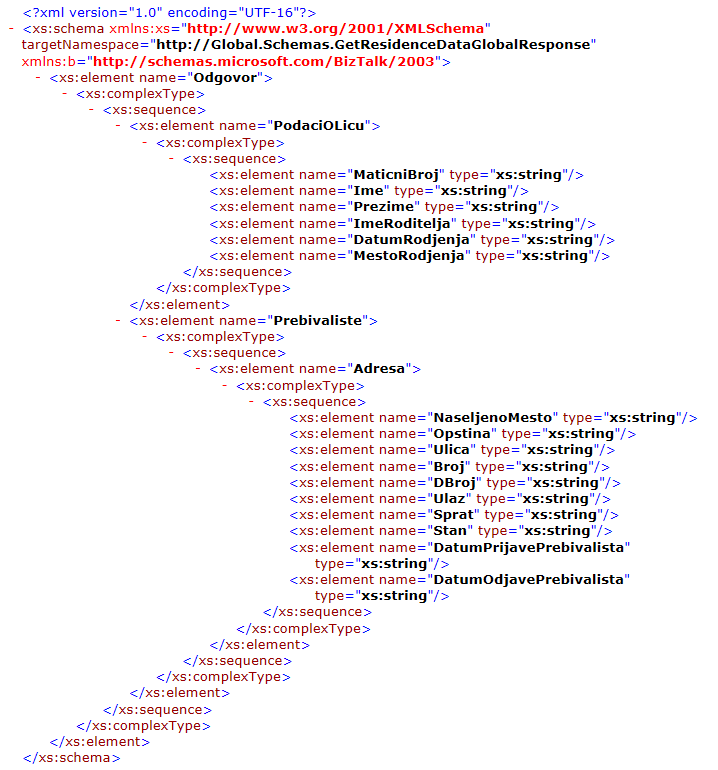 <?xml version="1.0" encoding="UTF-16"?>
- <xs:schema xmlns:xs="http://www.w3.org/2001/XMLSchema"
targetNamespace="http://Global.Schemas.GetResidenceDataGlobalResponse"
xmlns:b="http://schemas.microsoft.com/BizTalk/2003">
- <xs:element name="Odgovor">
- <xs:complexType>
- <xs:sequence>
- <xs:element name="PodaciOLicu">
- <xs:complexType>
- <xs:sequence>
<xs:element name="MaticniBroj" type="xs:string"/>
<xs:element name="Ime" type="xs:string"/>
<xs:element name="Prezime" type="xs:string"/>
<xs:element name="ImeRoditelja" type="xs:string"/>
<xs:element name="DatumRodjenja" type="xs:string"/>
<xs:element name="MestoRodjenja" type="xs:string"/>
</xs:sequence>
</xs:complexType>
</xs:element>
- <xs:element name="Prebivaliste">
- <xs:complexType>
- <xs:sequence>
- <xs:element name="Adresa">
- <xs:complexType>
- <xs:sequence>
<xs:element name="NaseljenoMesto" type="xs:string"/>
<xs:element name="Opstina" type="xs:string"/>
<xs:element name="Ulica" type="xs:string"/>
<xs:element name="Broj" type="xs:string"/>
<xs:element name="DBroj" type="xs:string"/>
<xs:element name="Ulaz" type="xs:string"/>
<xs:element name="Sprat" type="xs:string"/>
<xs:element name="Stan" type="xs:string"/>
<xs:element name="DatumPrijavePrebivalista"
type="xs:string"/>
<xs:element name="DatumOdjavePrebivalista"
type="xs:string"/>
</xs:sequence>
</xs:complexType>
</xs:element>
</xs:sequence>
</xs:complexType>
</xs:element>
</xs:sequence>
</xs:complexType>
</xs:element>
</xs:schema>